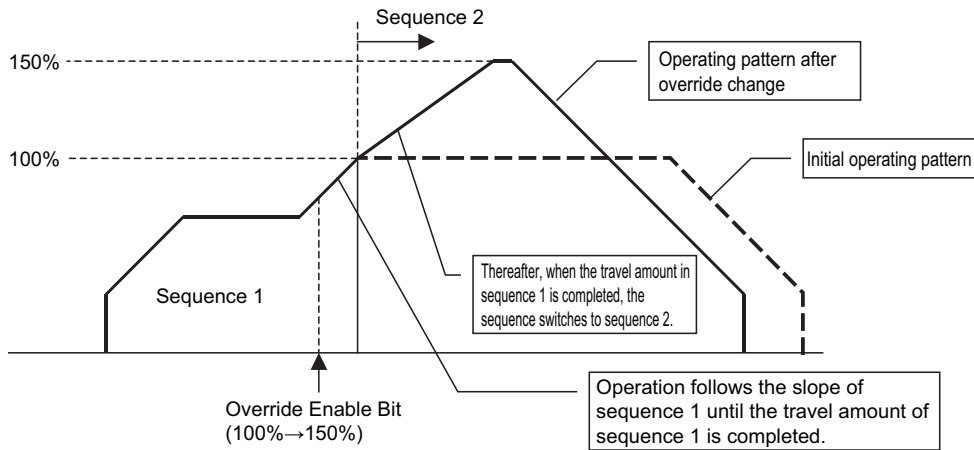 Sequence 2
150%
Operating pattern after
override change
100%
Initial operating pattern
Thereafter, when the travel amount in
sequence 1 is completed, the
sequence switches to sequence 2.
Sequence 1
Override Enable Bit
(100%→150%)
Operation follows the slope of
sequence 1 until the travel amount of
sequence 1 is completed.